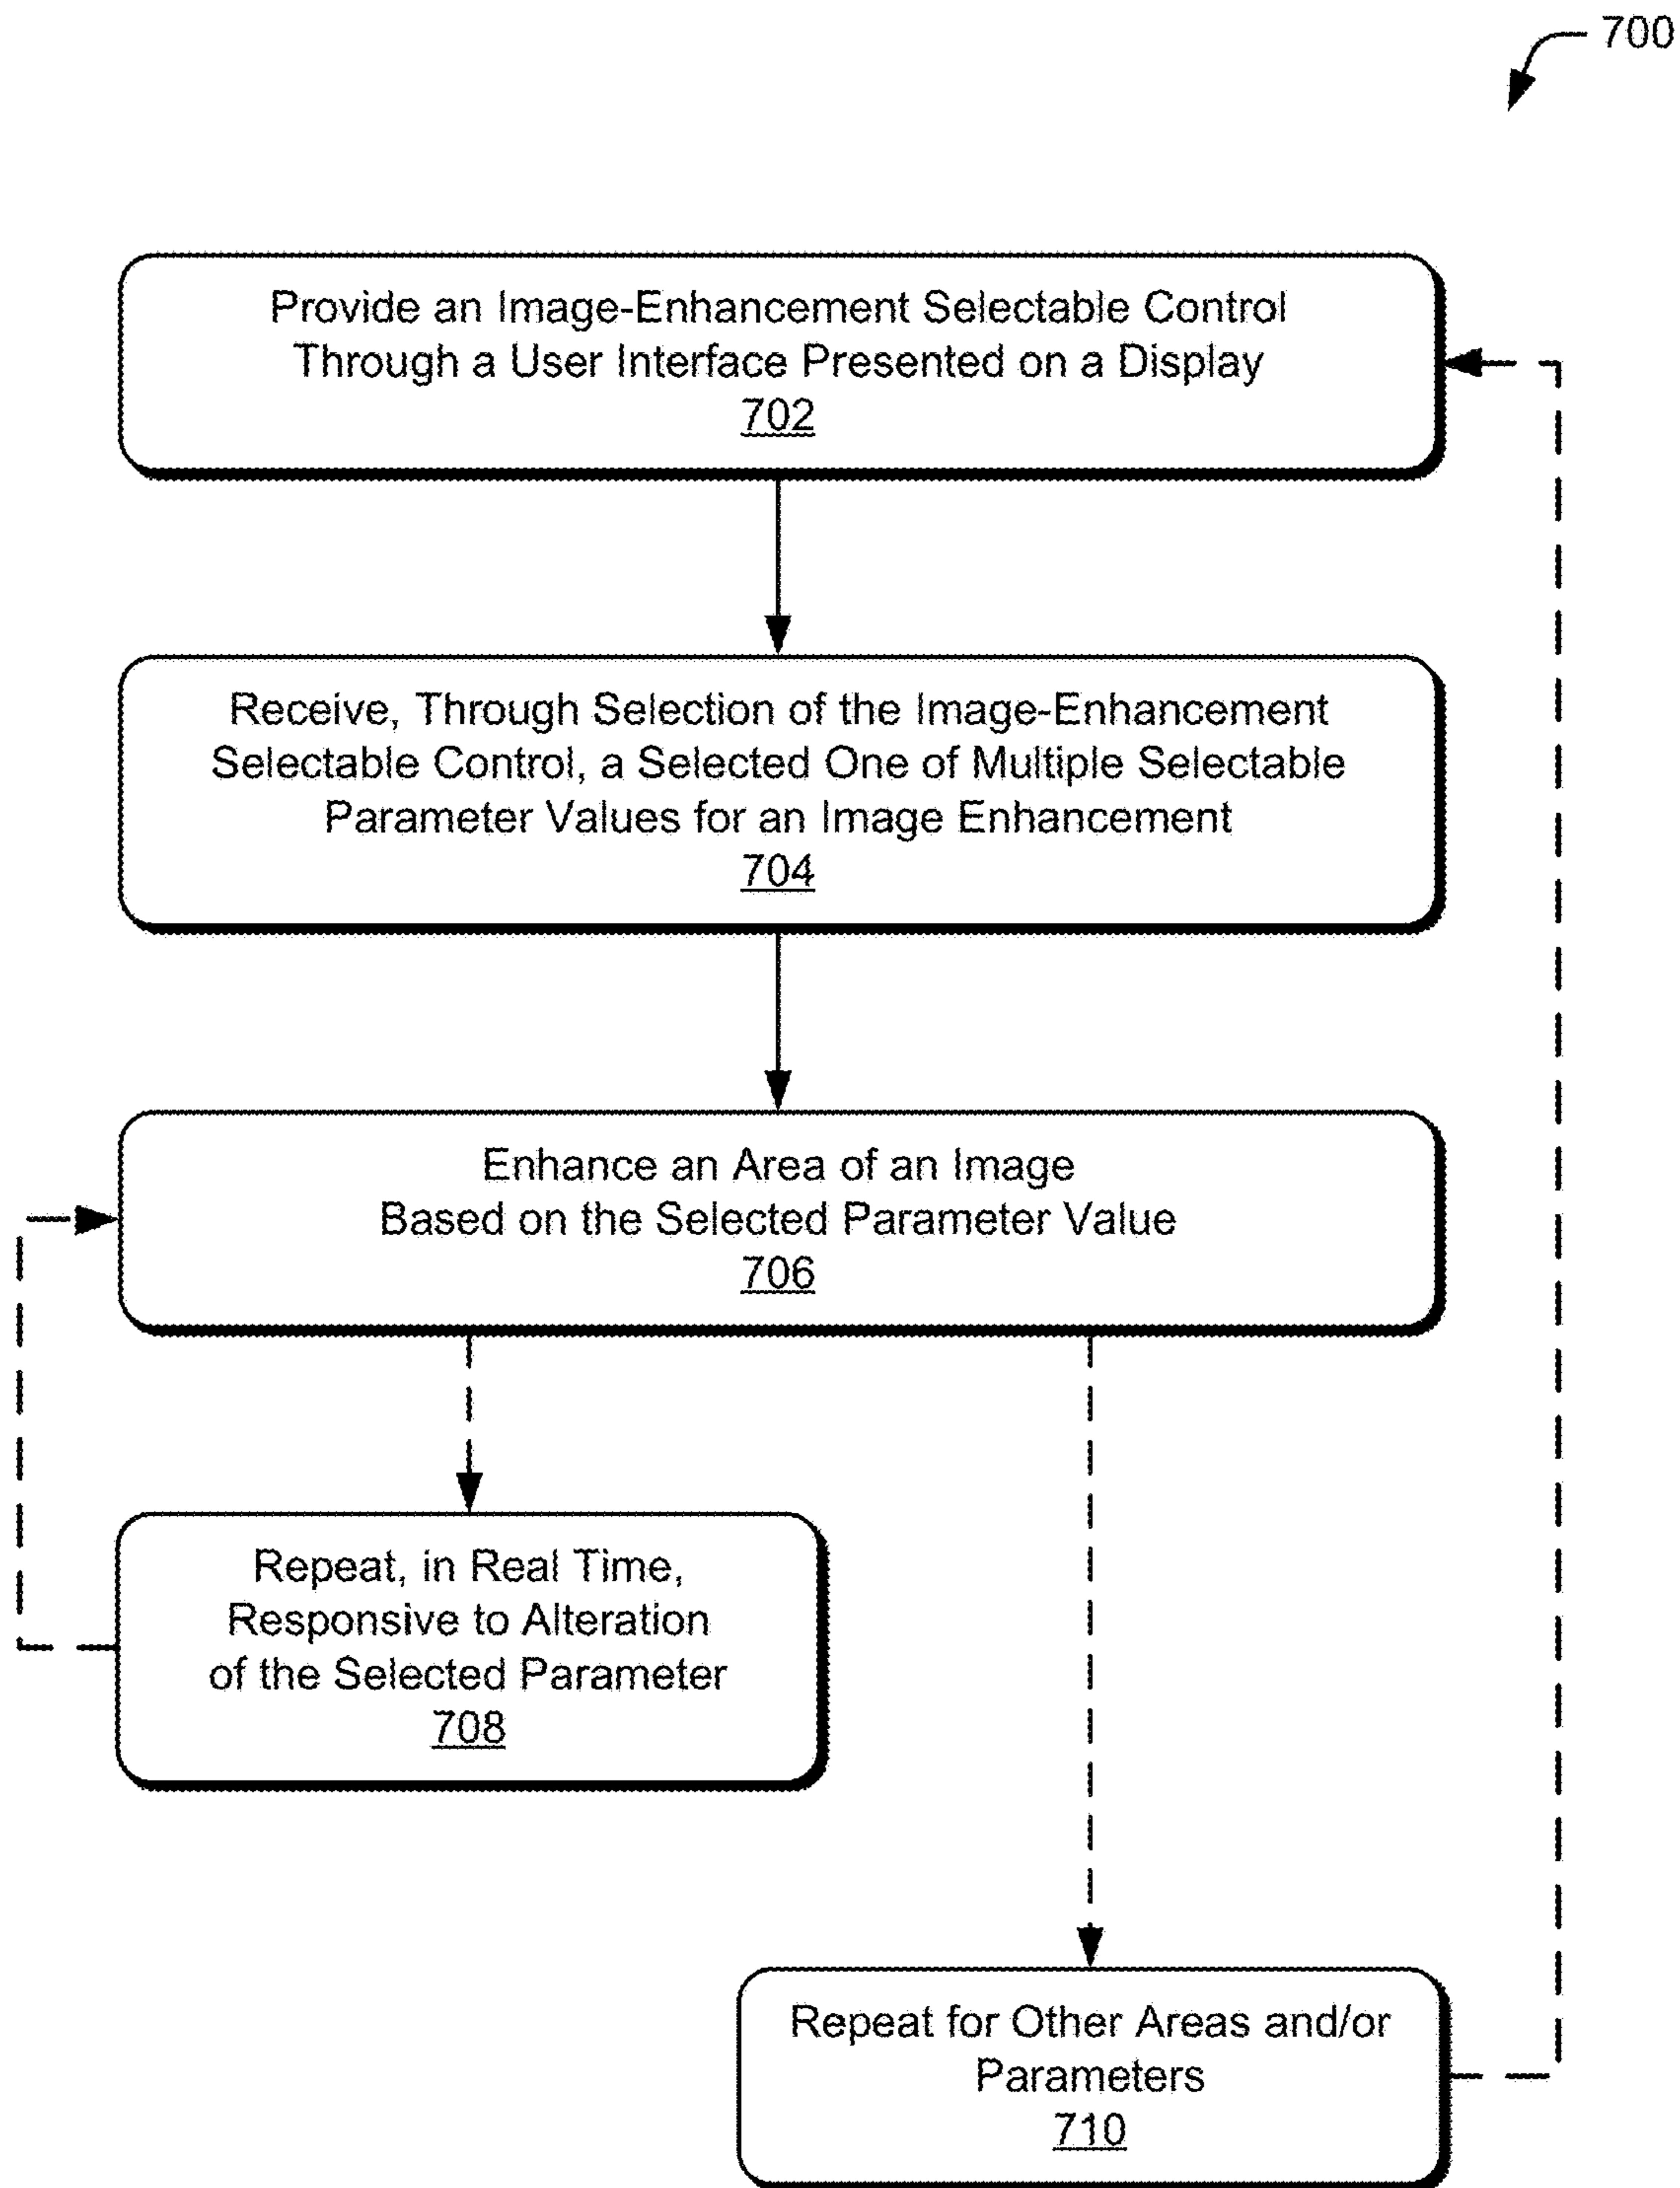 700
Provide an Image-Enhancement Selectable Control
Through a User Interface Presented on a Display
702
Receive, Through Selection of the Image-Enhancement
Selectable Control, a Selected One of Multiple Selectable
Parameter Values for an Image Enhancement
704
Enhance an Area of an Image
Based on the Selected Parameter Value
706
Repeat, in Real Time,
Responsive to Alteration
of the Selected Parameter
708
Repeat for Other Areas and/or
Parameters
710